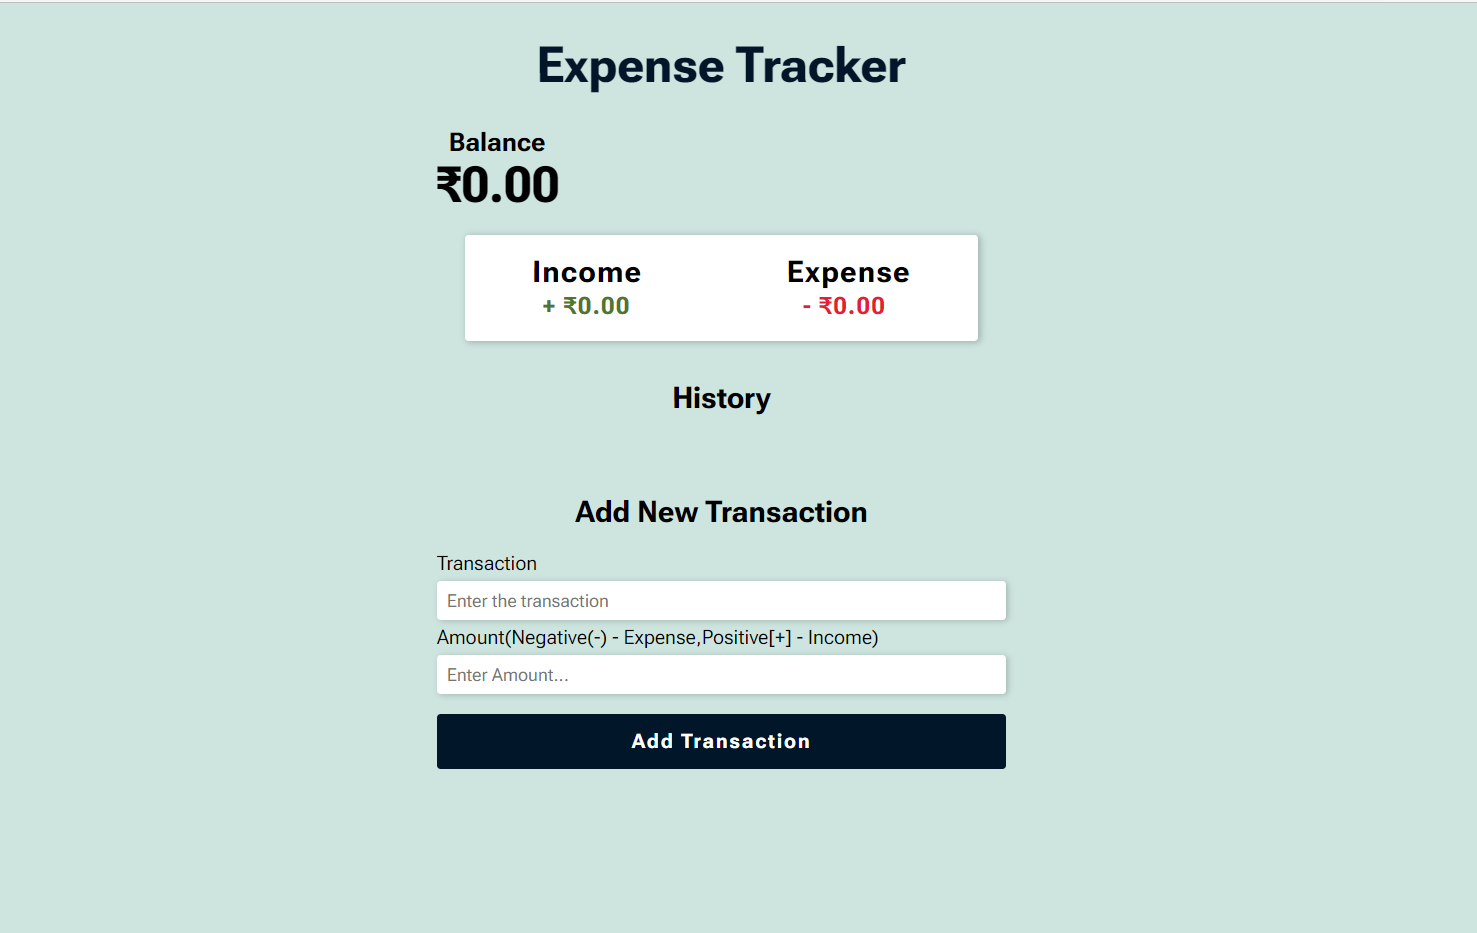 Expense Tracker
Balance
₹0.00
Income Expense
+ ₹0.00 - ₹0.00
History
Add New Transaction
Transaction
Enter the transaction
Amount(Negative(-) - Expense,Positive[+] - Income)
Enter Amount...
Add Transaction